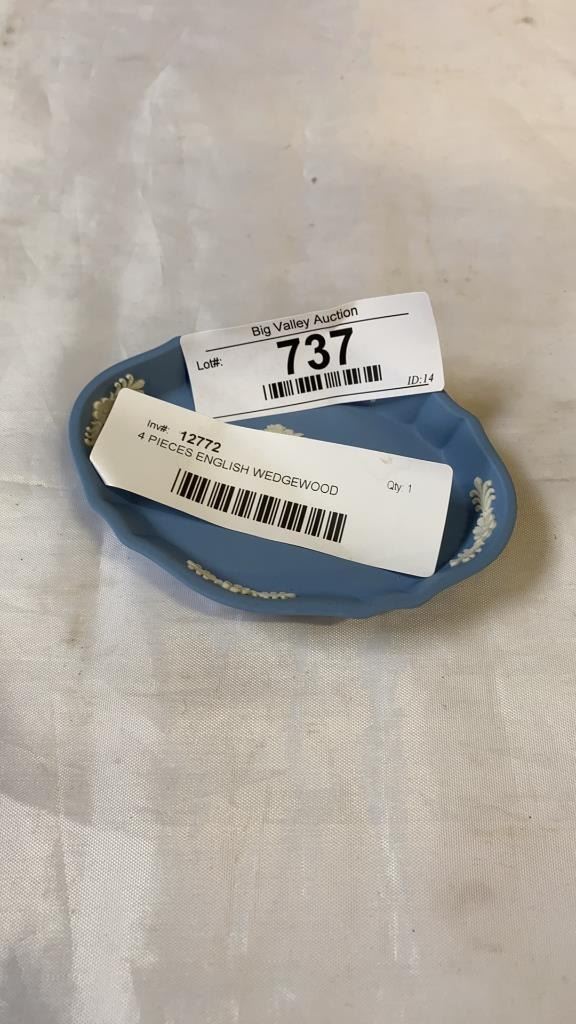 Big Valley Auction
Lot#: 737
ID:14
Inv#: 12772
4 PIECES ENGLISH WEDGEWOOD
Qty: 1